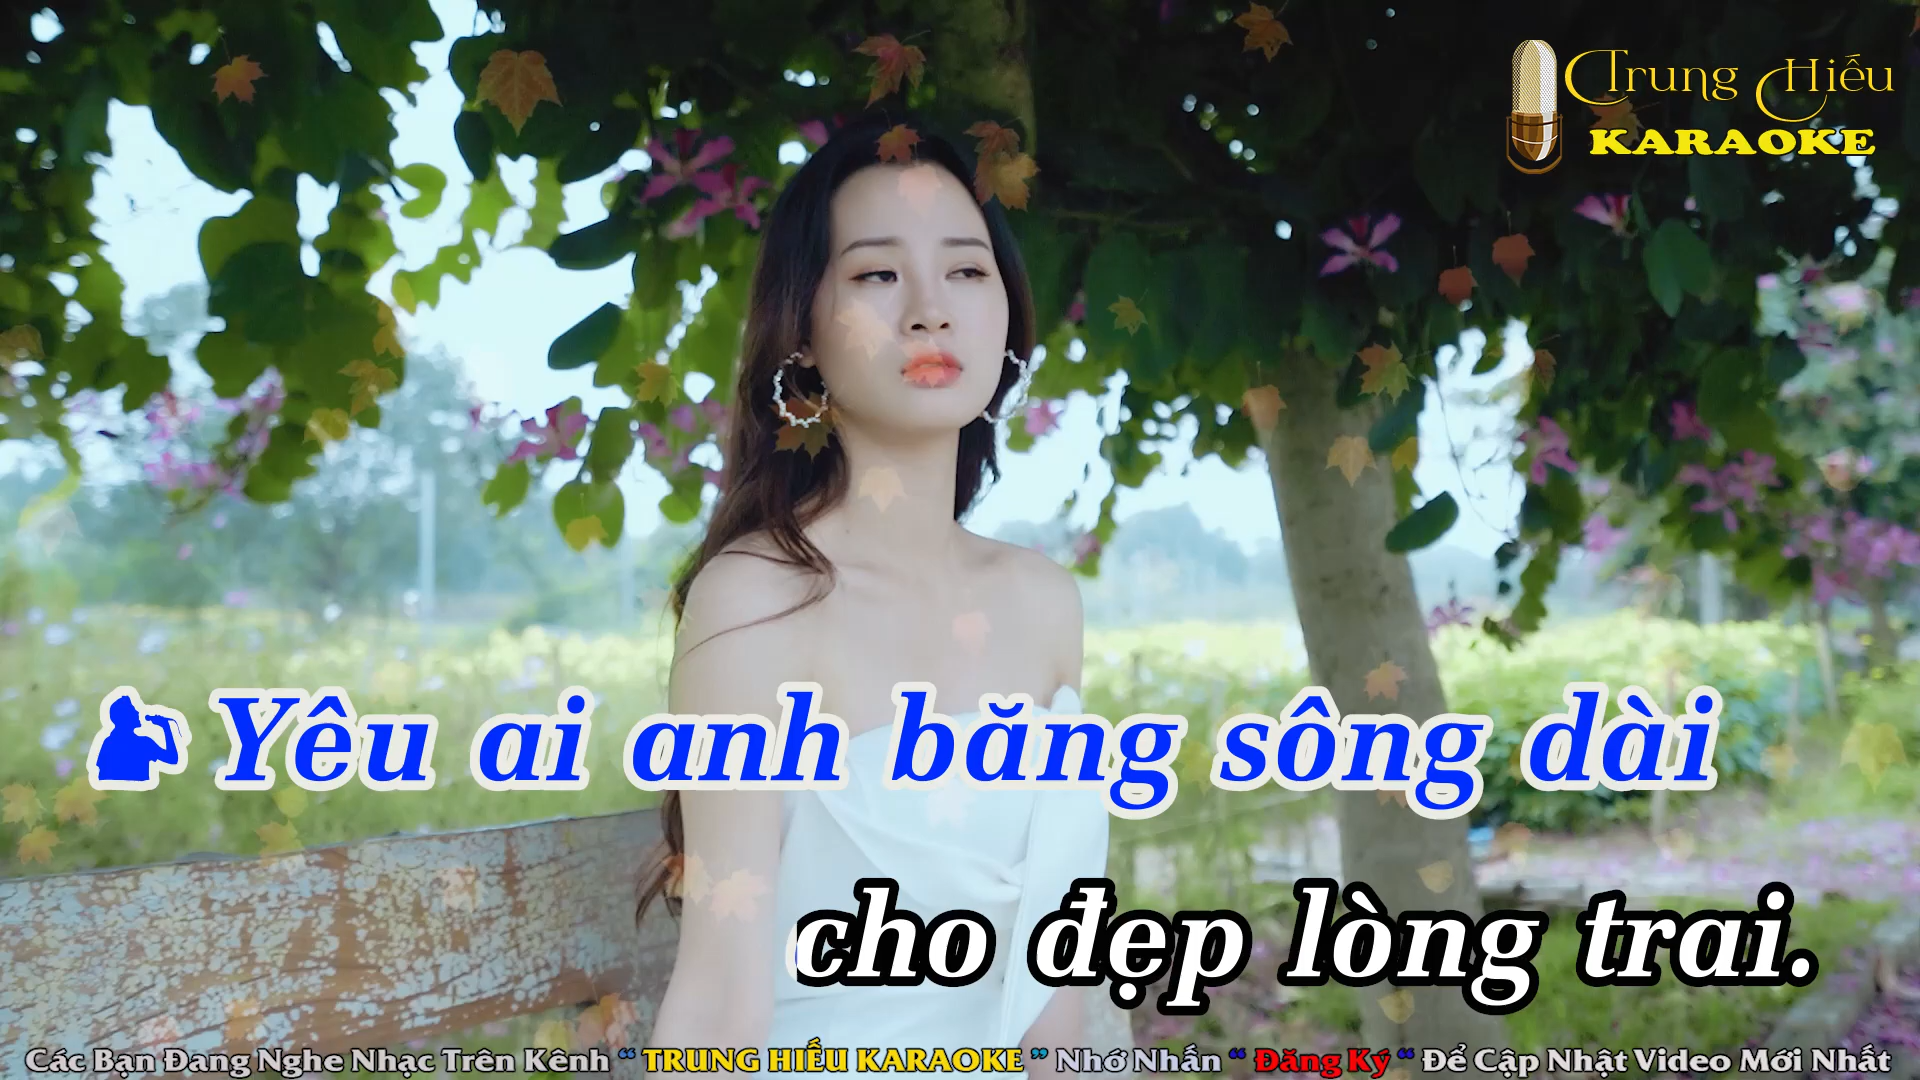 Trung Hiếu
KARAOKE
Yêu ai anh băng sông dài
cho đẹp lòng trai.
Các Bạn Đang Nghe Nhạc Trên Kênh “ TRUNG HIẾU KARAOKE ” Nhớ Nhấn “ Đăng Ký “ Để Cập Nhật Video Mới Nhất